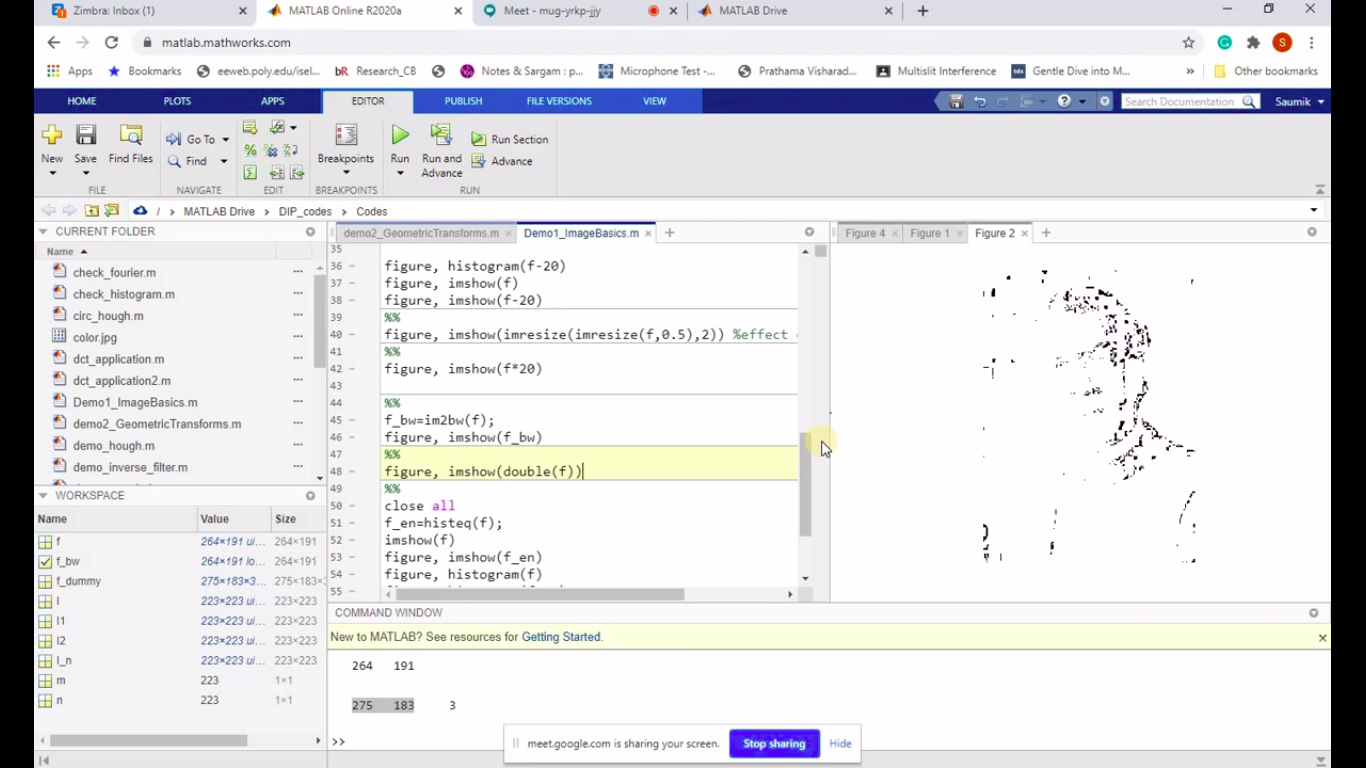 Zimbra: Inbox (1)
MATLAB Online R2020a
Meet - mug-yrkp-jjy
MATLAB Drive
matlab.mathworks.com
S
Apps
Bookmarks
eeweb.poly.edu/isel...
bR Research_CB
Notes & Sargam : p...
Microphone Test -...
Prathama Visharad...
Multislit Interference
Gentle Dive into M...
»
Other bookmarks
HOME
PLOTS
APPS
EDITOR
PUBLISH
FILE VERSIONS
VIEW
Search Documentation
Saumik
New
Save
Find Files
Go To
Find
Breakpoints
Run
Run and
Advance
Run Section
Advance
FILE
NAVIGATE
EDIT
BREAKPOINTS
RUN
/ MATLAB Drive DIP_codes Codes
CURRENT FOLDER
Name
check_fourier.m
check_histogram.m
circ_hough.m
color.jpg
dct_application.m
dct_application2.m
Demo1_ImageBasics.m
demo2_GeometricTransforms.m
demo_hough.m
demo_inverse_filter.m
WORKSPACE
Name Value Size
f 264×191 ui... 264×191
f_bw 264×191 lo... 264×191
f_dummy 275×183×3... 275×183×
I 223×223 ui... 223×223
I1 223×223 ui... 223×223
I2 223×223 ui... 223×223
I_n 223×223 ui... 223×223
m 223 1×1
n 223 1×1
demo2_GeometricTransforms.m
Demo1_ImageBasics.m
35
36 – figure, histogram(f-20)
37 – figure, imshow(f)
38 – figure, imshow(f-20)
39 %%
40 – figure, imshow(imresize(imresize(f,0.5),2)) %effect
41 %%
42 – figure, imshow(f*20)
43
44 %%
45 – f_bw=im2bw(f);
46 – figure, imshow(f_bw)
47 %%
48 – figure, imshow(double(f))
49 %%
50 – close all
51 – f_en=histeq(f);
52 – imshow(f)
53 – figure, imshow(f_en)
54 – figure, histogram(f)
55 –
Figure 4
Figure 1
Figure 2
COMMAND WINDOW
New to MATLAB? See resources for Getting Started.
264 191
275 183 3
>>
meet.google.com is sharing your screen.
Stop sharing
Hide